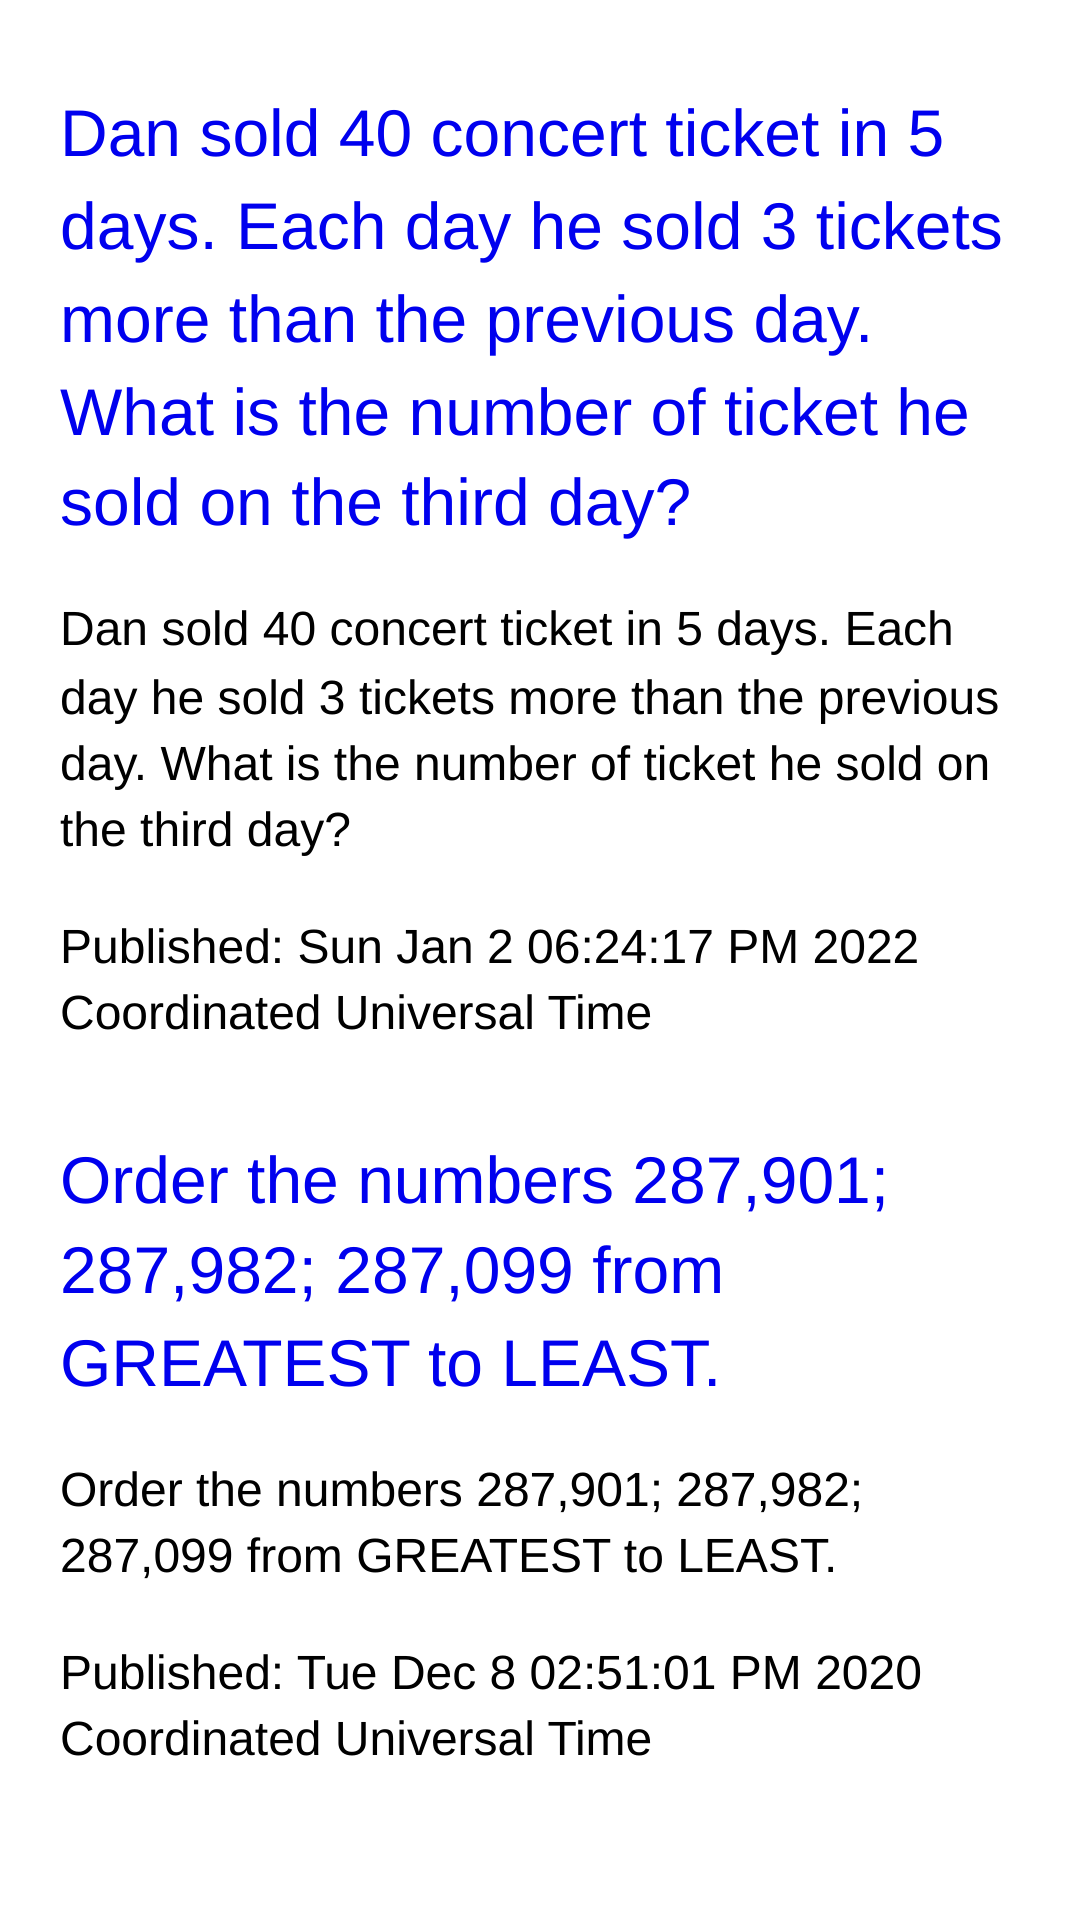 Dan sold 40 concert ticket in 5
days. Each day he sold 3 tickets
more than the previous day.
What is the number of ticket he
sold on the third day?
Dan sold 40 concert ticket in 5 days. Each
day he sold 3 tickets more than the previous
day. What is the number of ticket he sold on
the third day?
Published: Sun Jan 2 06:24:17 PM 2022
Coordinated Universal Time
Order the numbers 287,901;
287,982; 287,099 from
GREATEST to LEAST.
Order the numbers 287,901; 287,982;
287,099 from GREATEST to LEAST.
Published: Tue Dec 8 02:51:01 PM 2020
Coordinated Universal Time